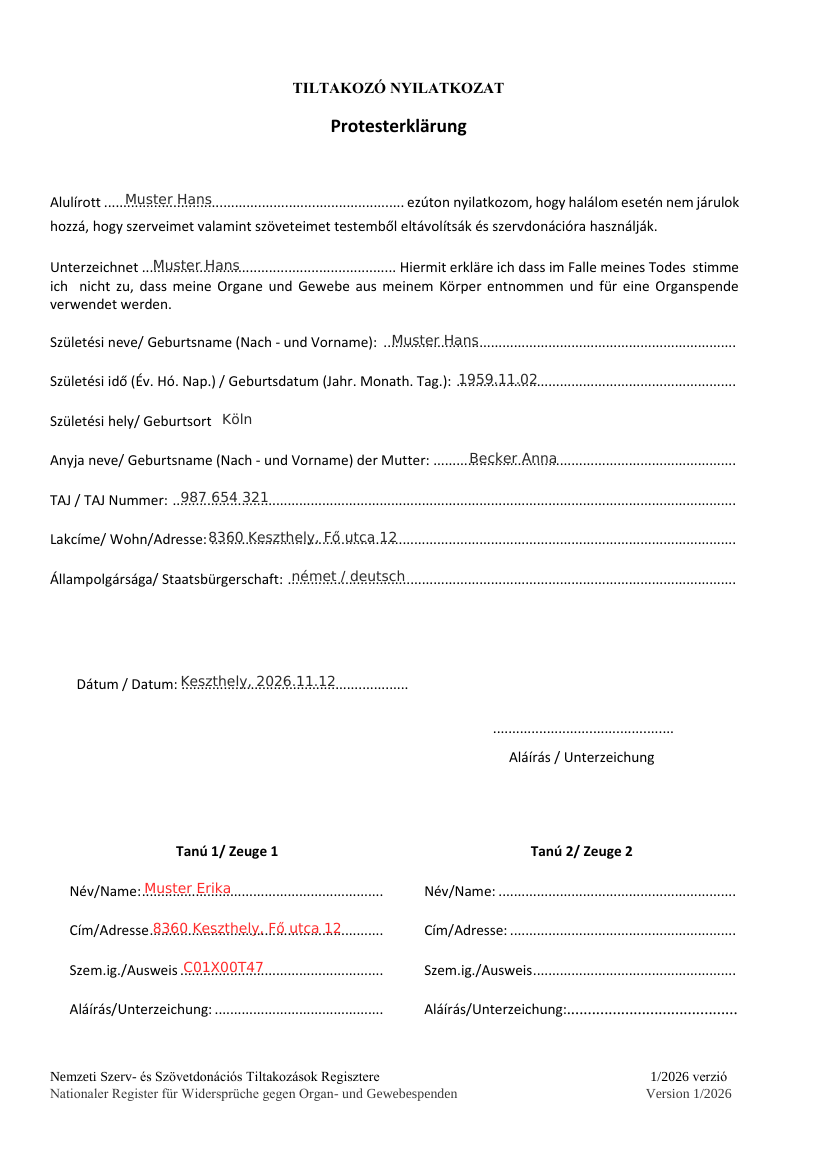 TILTAKOZÓ NYILATKOZAT
Protesterklärung
Alulírott ....Muster Hans................................................ ezúton nyilatkozom, hogy halálom esetén nem járulok
hozzá, hogy szerveimet valamint szöveteimet testemből eltávolítsák és szervdonációra használják.
Unterzeichnet ...Muster Hans........................................ Hiermit erkläre ich dass im Falle meines Todes stimme
ich nicht zu, dass meine Organe und Gewebe aus meinem Körper entnommen und für eine Organspende
verwendet werden.
Születési neve/ Geburtsname (Nach - und Vorname): ..Muster Hans..................................................................
Születési idő (Év. Hó. Nap.) / Geburtsdatum (Jahr. Monath. Tag.): 1959.11.02...................................................
Születési hely/ Geburtsort Köln
Anyja neve/ Geburtsname (Nach - und Vorname) der Mutter: .........Becker Anna..............................................
TAJ / TAJ Nummer: ..987 654 321........................................................................................................................
Lakcíme/ Wohn/Adresse:8360 Keszthely, Fő utca 12.......................................................................................
Állampolgársága/ Staatsbürgerschaft: német / deutsch.....................................................................................
Dátum / Datum: Keszthely, 2026.11.12...................
...............................................
Aláírás / Unterzeichung
Tanú 1/ Zeuge 1 Tanú 2/ Zeuge 2
Név/Name:Muster Erika....................................... Név/Name: .............................................................
Cím/Adresse.8360 Keszthely, Fő utca 12........... Cím/Adresse: ..........................................................
Szem.ig./Ausweis C01X00T47............................... Szem.ig./Ausweis....................................................
Aláírás/Unterzeichung: ........................................... Aláírás/Unterzeichung:.........................................
Nemzeti Szerv- és Szövetdonációs Tiltakozások Regisztere 1/2026 verzió
Nationaler Register für Widersprüche gegen Organ- und Gewebespenden Version 1/2026